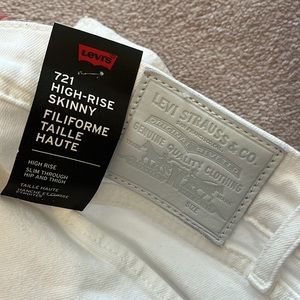 Levi's
721
HIGH-RISE
SKINNY
FILIFORME
TAILLE
HAUTE
HIGH RISE
SLIM THROUGH
HIP AND THIGH
TAILLE HAUTE
LEVI STRAUSS & CO.
GENUINE QUALITY CLOTHING
SIZE